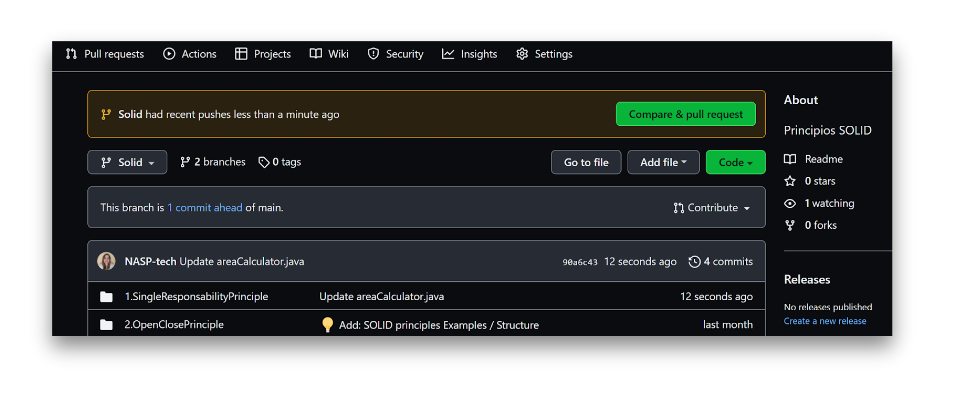 Pull requests Actions Projects Wiki Security Insights Settings
Solid had recent pushes less than a minute ago Compare & pull request
Solid 2 branches 0 tags Go to file Add file Code
This branch is 1 commit ahead of main. Contribute
NASP-tech Update areaCalculator.java 90a6c43 12 seconds ago 4 commits
1.SingleResponsabilityPrinciple Update areaCalculator.java 12 seconds ago
2.OpenClosePrinciple Add: SOLID principles Examples / Structure last month
About
Principios SOLID
Readme
0 stars
1 watching
0 forks
Releases
No releases published
Create a new release